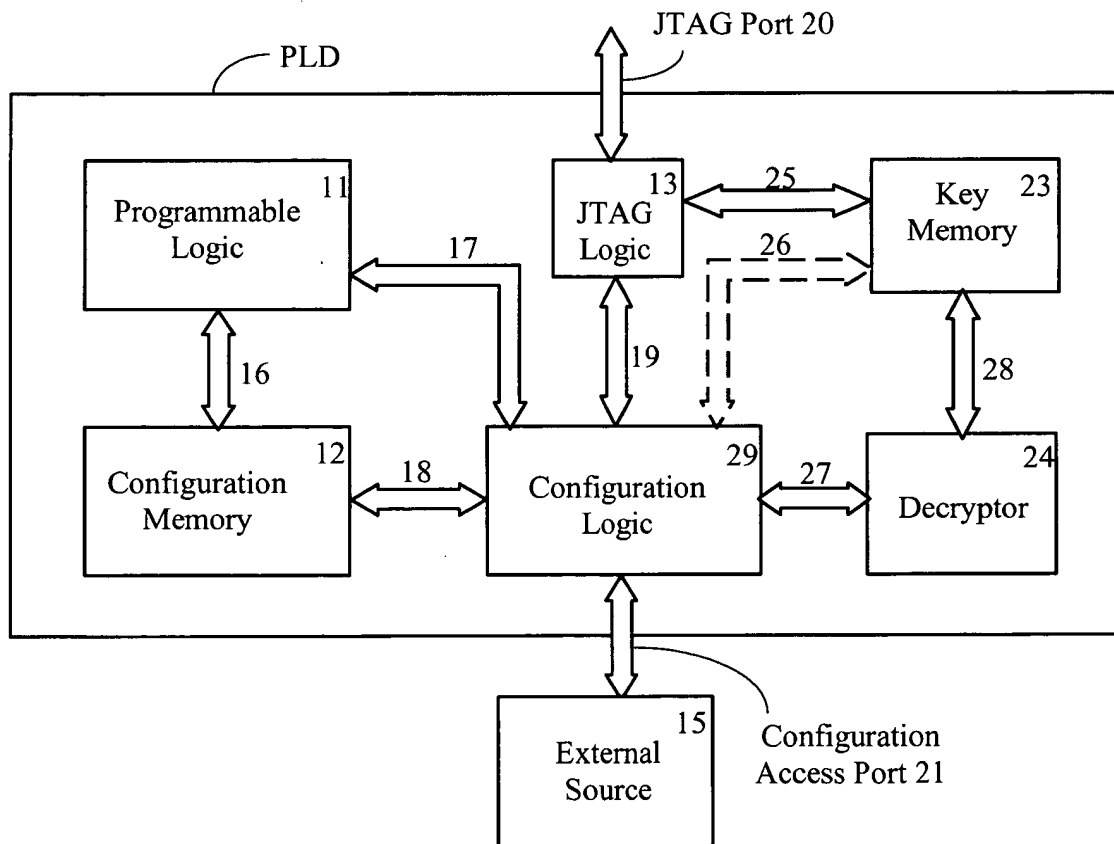 JTAG Port 20
PLD
11
Programmable
Logic
13
JTAG
Logic
25
23
Key
Memory
17
26
16
19
28
12
Configuration
Memory
18
29
Configuration
Logic
27
24
Decryptor
15
External
Source
Configuration
Access Port 21